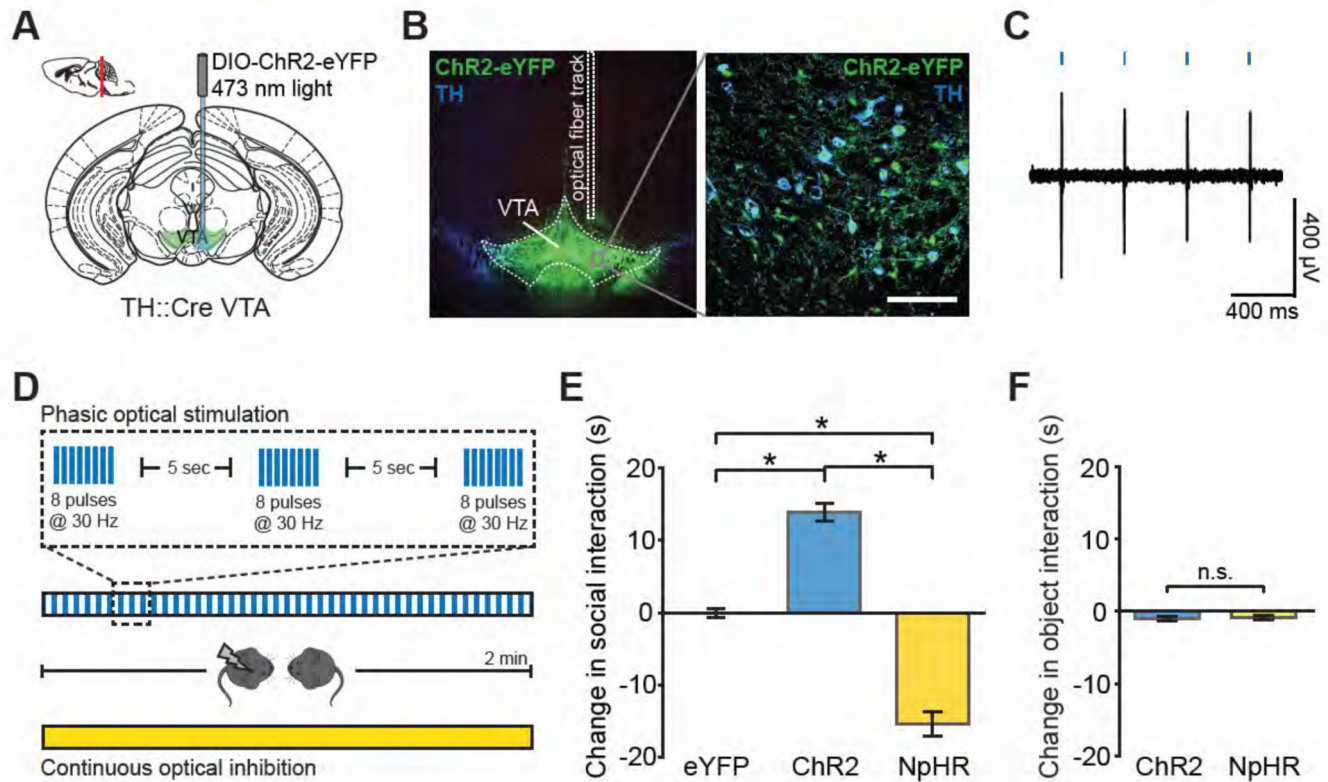 A
DIO-ChR2-eYFP
473 nm light
VTA
TH::Cre VTA
B
ChR2-eYFP
TH
optical fiber track
VTA
ChR2-eYFP
TH
C
400 µV
400 ms
D
Phasic optical stimulation
5 sec
5 sec
8 pulses
@ 30 Hz
8 pulses
@ 30 Hz
8 pulses
@ 30 Hz
2 min
Continuous optical inhibition
E
Change in social interaction (s)
20
10
0
-10
-20
*
*
*
eYFP
ChR2
NpHR
F
Change in object interaction (s)
20
10
0
-10
-20
n.s.
ChR2
NpHR